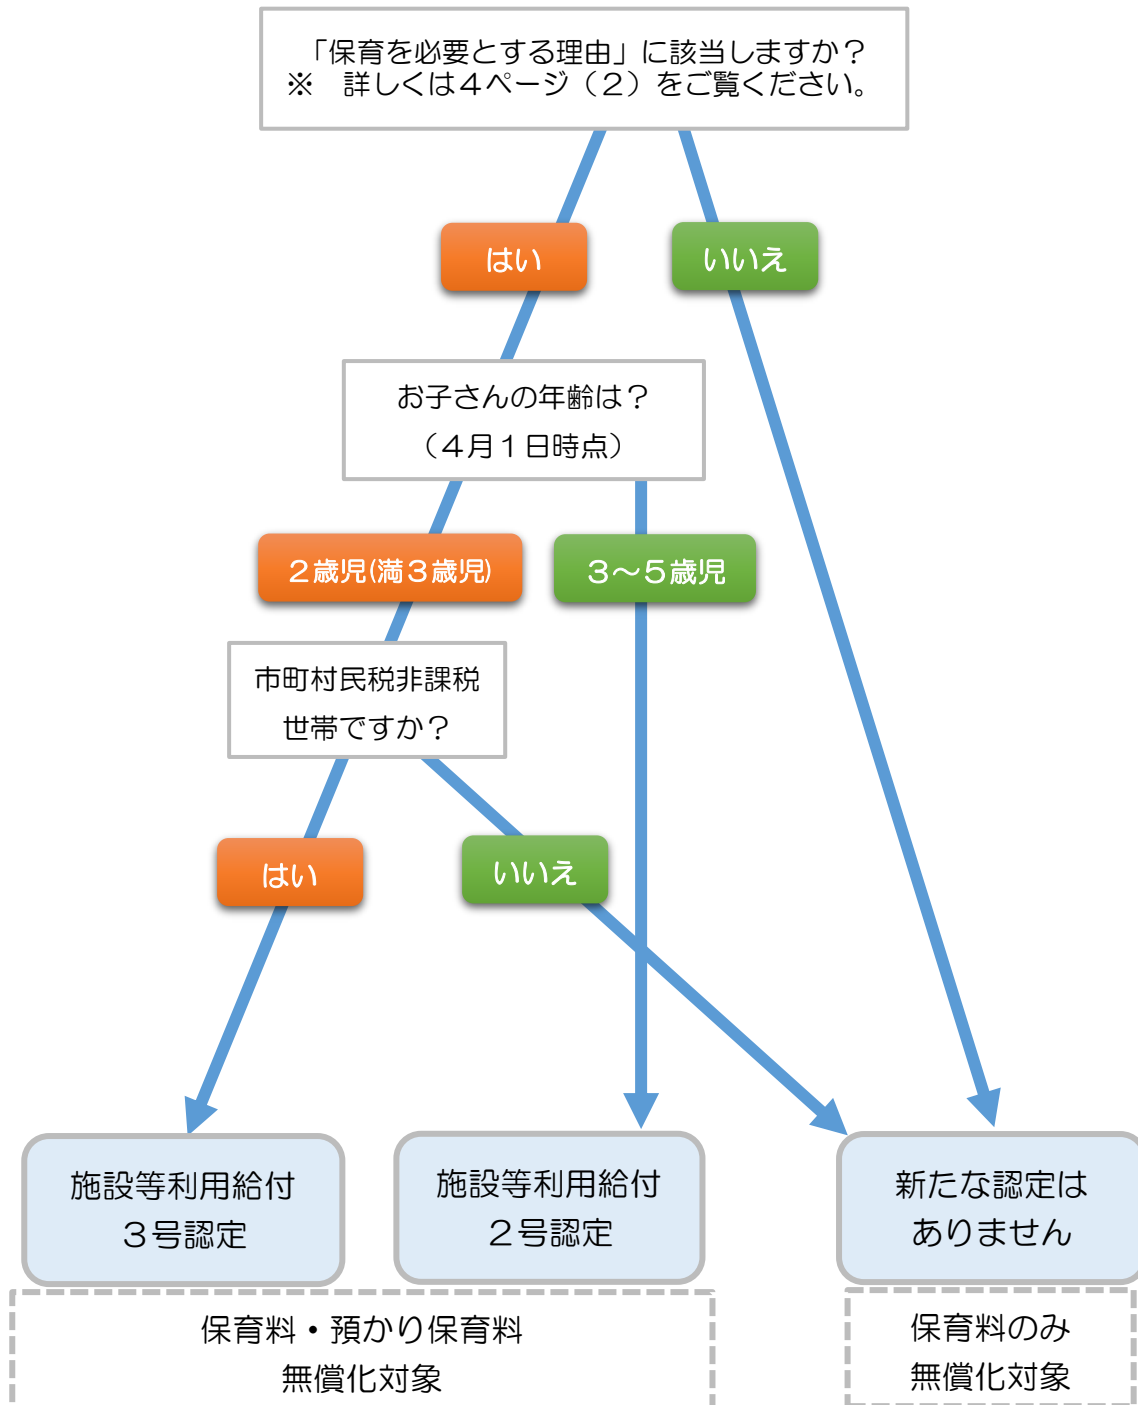 「保育を必要とする理由」に該当しますか？
※　詳しくは４ページ（２）をご覧ください。
はい
いいえ
お子さんの年齢は？
（４月１日時点）
２歳児(満３歳児)
３～５歳児
市町村民税非課税
世帯ですか？
はい
いいえ
施設等利用給付
３号認定
施設等利用給付
２号認定
新たな認定は
ありません
保育料・預かり保育料
無償化対象
保育料のみ
無償化対象